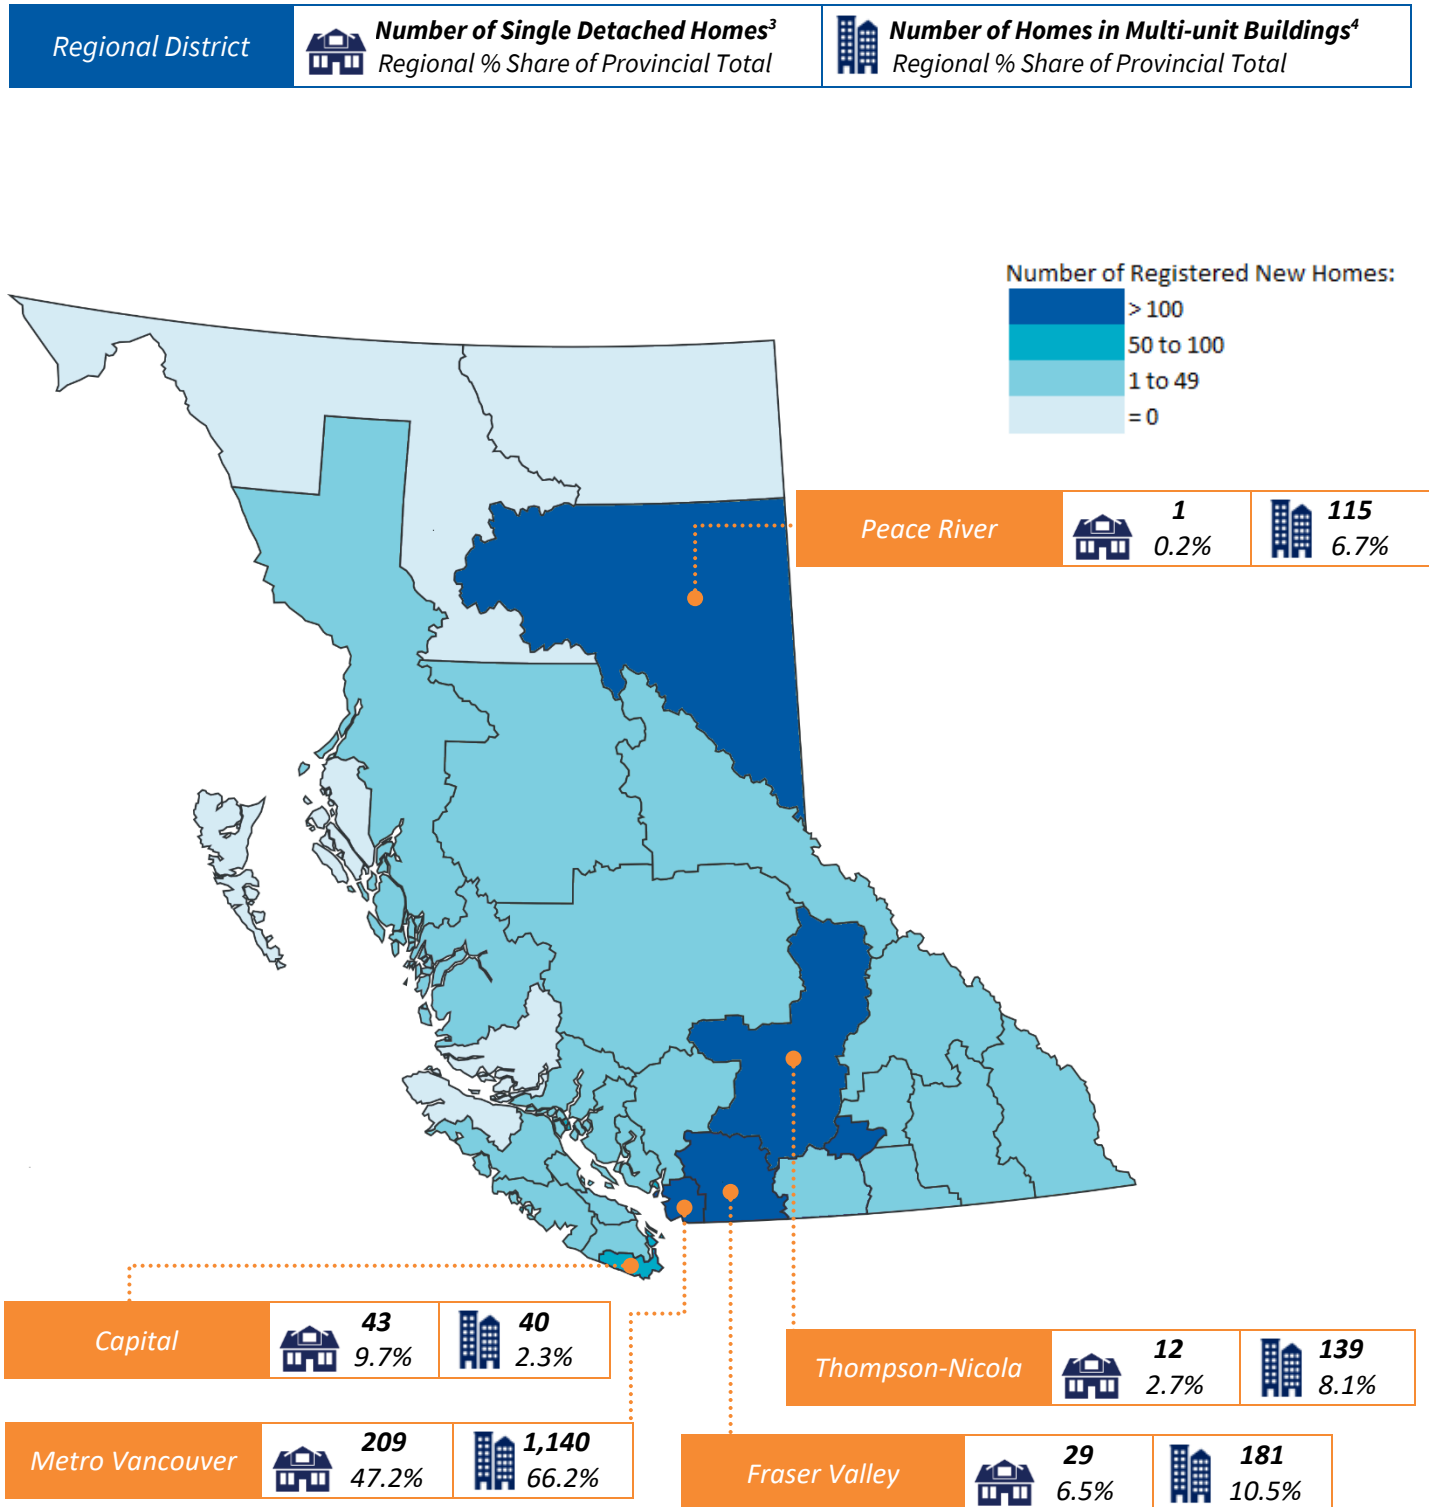 Regional District
Number of Single Detached Homes³
Regional % Share of Provincial Total
Number of Homes in Multi-unit Buildings⁴
Regional % Share of Provincial Total
Number of Registered New Homes:
> 100
50 to 100
1 to 49
= 0
Peace River
1
0.2%
115
6.7%
Capital
43
9.7%
40
2.3%
Thompson-Nicola
12
2.7%
139
8.1%
Metro Vancouver
209
47.2%
1,140
66.2%
Fraser Valley
29
6.5%
181
10.5%